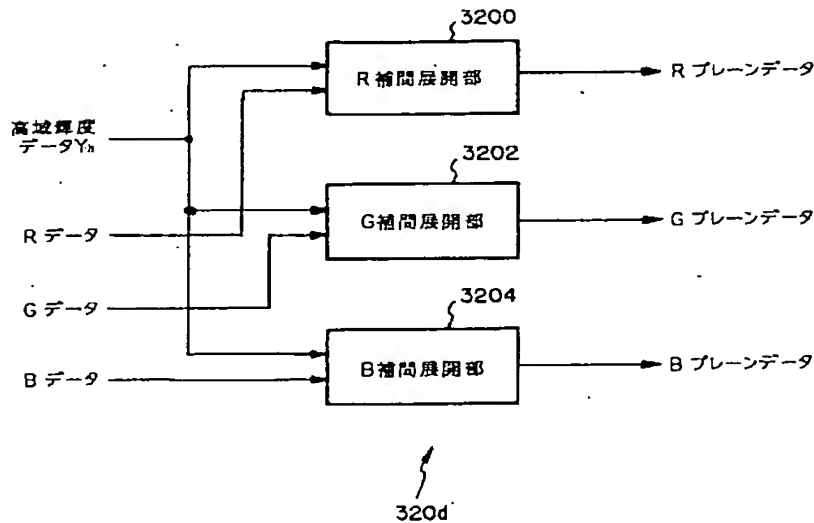 3200
R補間展開部
Rプレーンデータ
高域輝度
データYh
3202
G補間展開部
Gプレーンデータ
Rデータ
Gデータ
3204
B補間展開部
Bプレーンデータ
Bデータ
320d